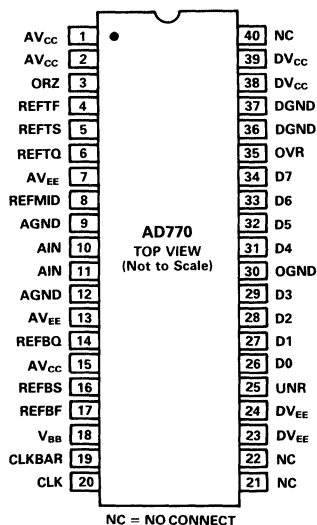 AVCC 1 40 NC
AVCC 2 39 DVCC
ORZ 3 38 DVCC
REFTF 4 37 DGND
REFTS 5 36 DGND
REFTQ 6 35 OVR
AVEE 7 34 D7
REFMID 8 33 D6
AGND 9 32 D5
AIN 10 31 D4
AIN 11 30 OGND
AGND 12 29 D3
AVEE 13 28 D2
REFBQ 14 27 D1
AVCC 15 26 D0
REFBS 16 25 UNR
REFBF 17 24 DVEE
VBB 18 23 DVEE
CLKBAR 19 22 NC
CLK 20 21 NC
AD770
TOP VIEW
(Not to Scale)
NC = NO CONNECT